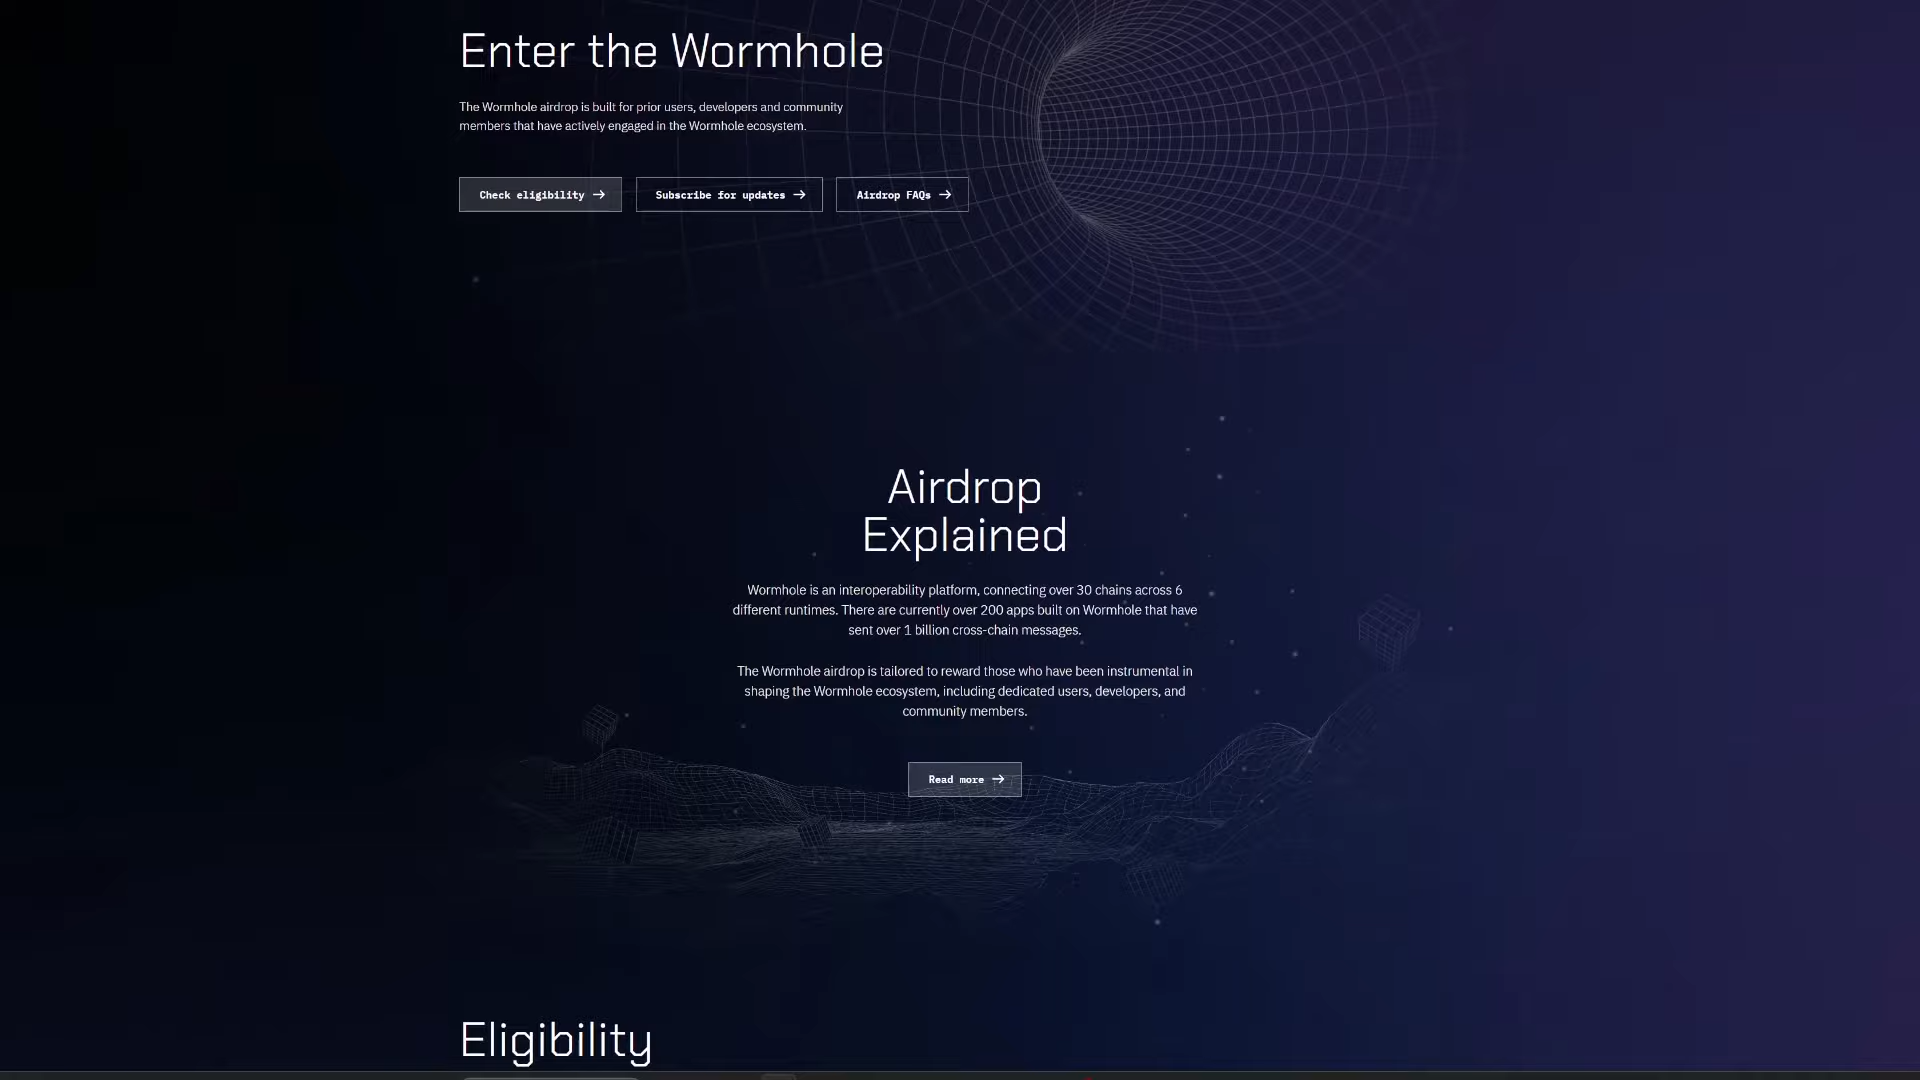 Enter the Wormhole
The Wormhole airdrop is built for prior users, developers and community
members that have actively engaged in the Wormhole ecosystem.
Check eligibility →
Subscribe for updates →
Airdrop FAQs →
Airdrop
Explained
Wormhole is an interoperability platform, connecting over 30 chains across 6
different runtimes. There are currently over 200 apps built on Wormhole that have
sent over 1 billion cross-chain messages.
The Wormhole airdrop is tailored to reward those who have been instrumental in
shaping the Wormhole ecosystem, including dedicated users, developers, and
community members.
Read more →
Eligibility